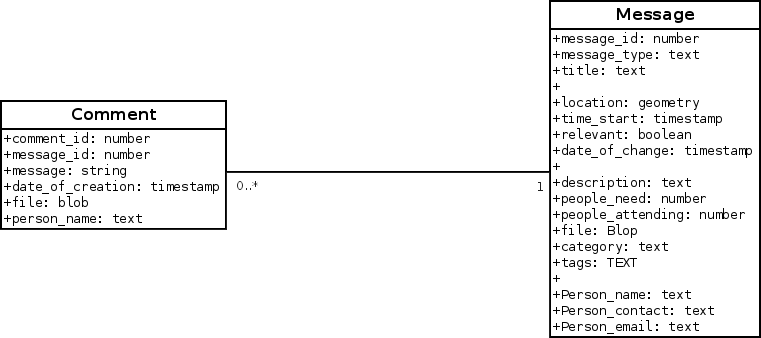 Comment
+comment_id: number
+message_id: number
+message: string
+date_of_creation: timestamp
+file: blob
+person_name: text
0..*
1
Message
+message_id: number
+message_type: text
+title: text
+
+location: geometry
+time_start: timestamp
+relevant: boolean
+date_of_change: timestamp
+
+description: text
+people_need: number
+people_attending: number
+file: Blop
+category: text
+tags: TEXT
+
+Person_name: text
+Person_contact: text
+Person_email: text